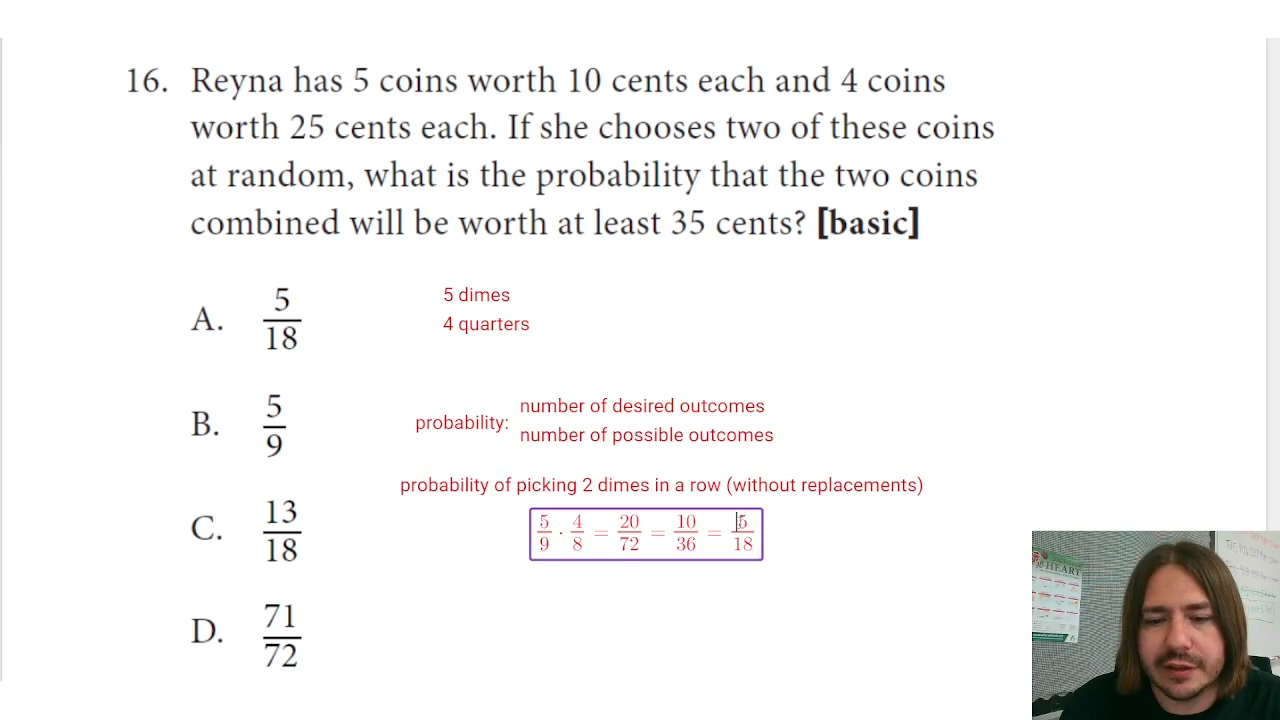 16. Reyna has 5 coins worth 10 cents each and 4 coins
worth 25 cents each. If she chooses two of these coins
at random, what is the probability that the two coins
combined will be worth at least 35 cents? [basic]
A. 5/18
B. 5/9
C. 13/18
D. 71/72
5 dimes
4 quarters
probability: number of desired outcomes
number of possible outcomes
probability of picking 2 dimes in a row (without replacements)
5/9 · 4/8 = 20/72 = 10/36 = 5/18
HEART